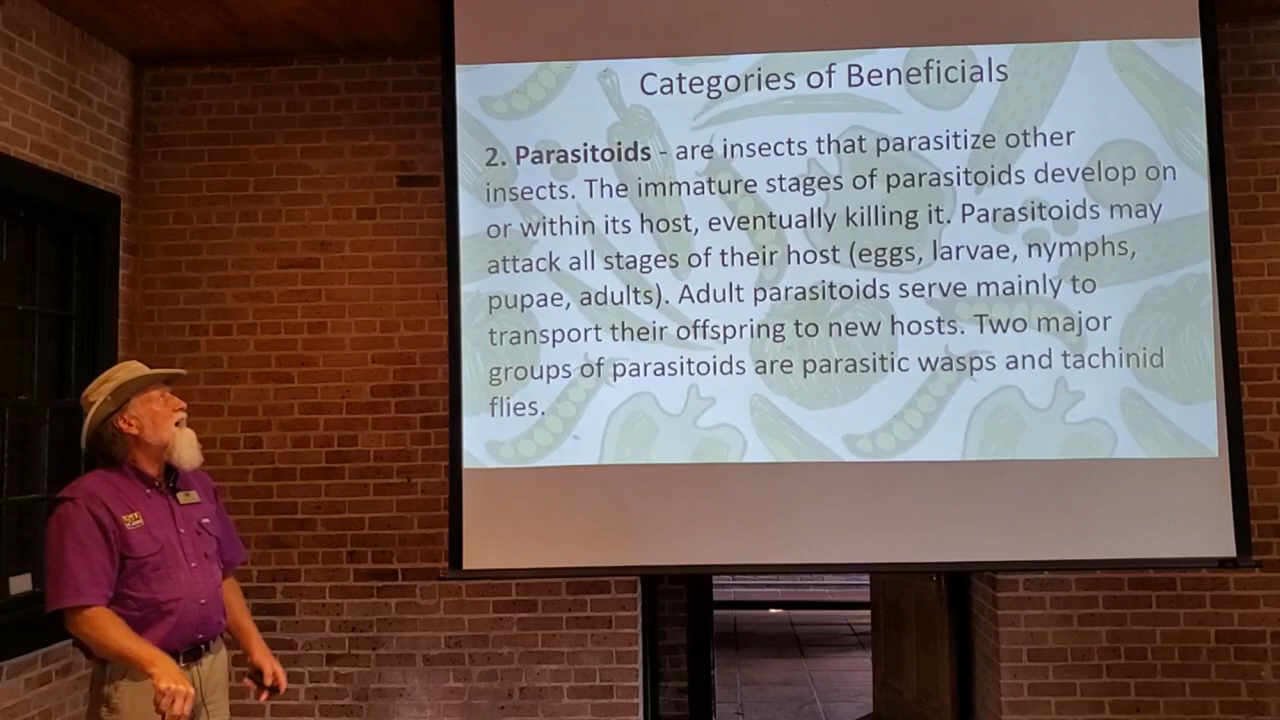 Categories of Beneficials
2. Parasitoids - are insects that parasitize other
insects. The immature stages of parasitoids develop on
or within its host, eventually killing it. Parasitoids may
attack all stages of their host (eggs, larvae, nymphs,
pupae, adults). Adult parasitoids serve mainly to
transport their offspring to new hosts. Two major
groups of parasitoids are parasitic wasps and tachinid
flies.